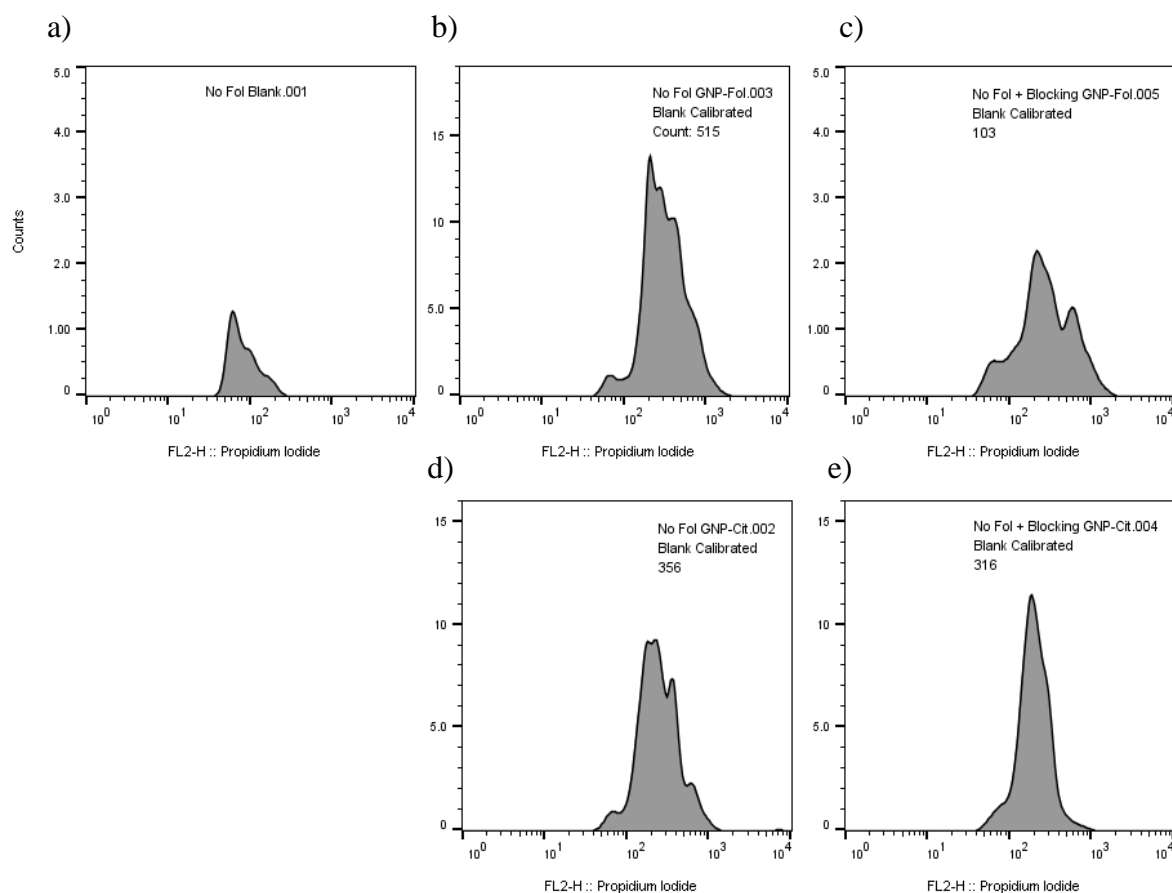 a)
b)
c)
No Fol Blank.001
5.0
4.0
3.0
2.0
1.00
0
Counts
10^0 10^1 10^2 10^3 10^4
FL2-H :: Propidium Iodide
No Fol GNP-Fol.003
Blank Calibrated
Count: 515
15
10
5.0
0
10^0 10^1 10^2 10^3 10^4
FL2-H :: Propidium Iodide
No Fol + Blocking GNP-Fol.005
Blank Calibrated
103
5.0
4.0
3.0
2.0
1.00
0
10^0 10^1 10^2 10^3 10^4
FL2-H :: Propidium Iodide
d)
e)
No Fol GNP-Cit.002
Blank Calibrated
356
15
10
5.0
0
10^0 10^1 10^2 10^3 10^4
FL2-H :: Propidium Iodide
No Fol + Blocking GNP-Cit.004
Blank Calibrated
316
15
10
5.0
0
10^0 10^1 10^2 10^3 10^4
FL2-H :: Propidium Iodide